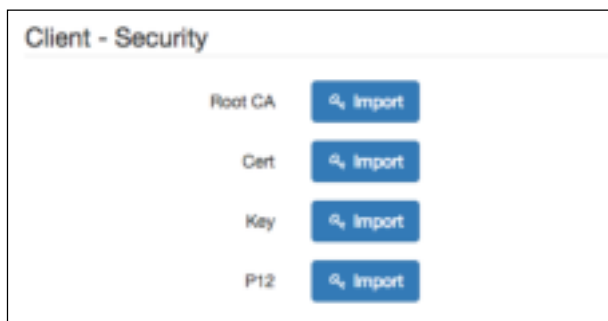 Client - Security
Root CA Import
Cert Import
Key Import
P12 Import